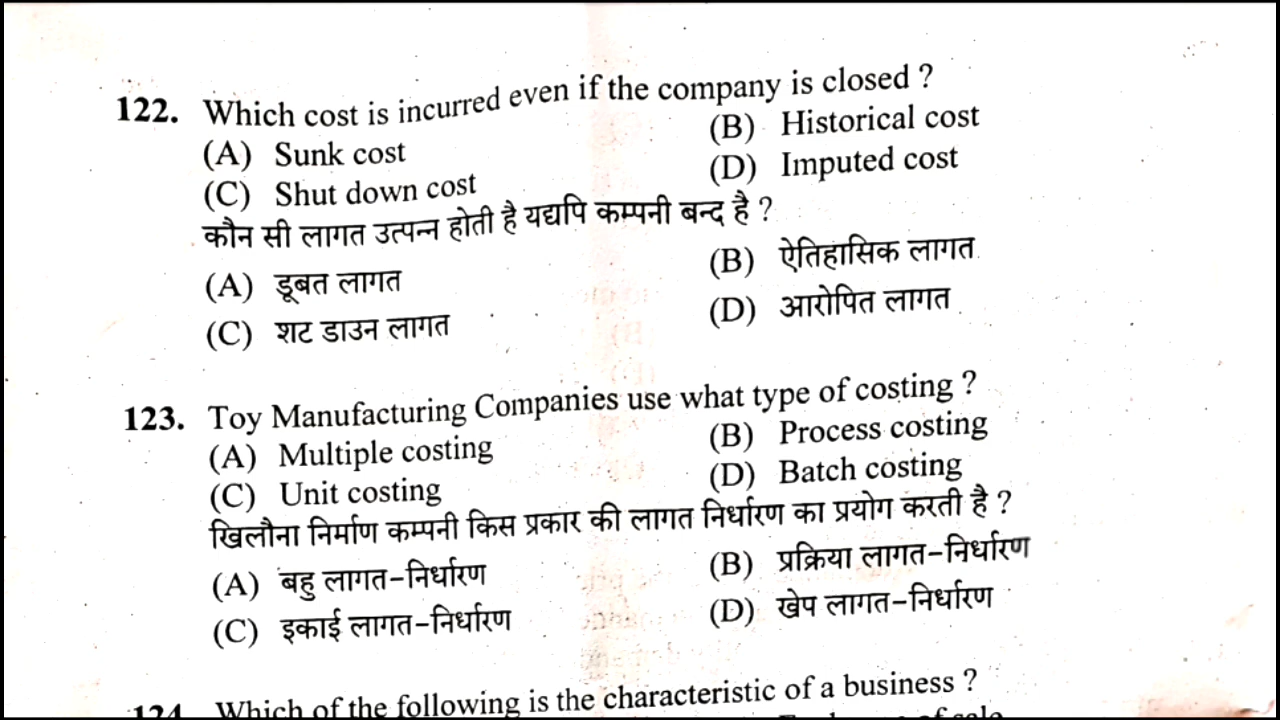 122. Which cost is incurred even if the company is closed ?
(A) Sunk cost (B) Historical cost
(C) Shut down cost (D) Imputed cost
कौन सी लागत उत्पन्न होती है यद्यपि कम्पनी बन्द है ?
(A) डूबत लागत (B) ऐतिहासिक लागत
(C) शट डाउन लागत (D) आरोपित लागत
123. Toy Manufacturing Companies use what type of costing ?
(A) Multiple costing (B) Process costing
(C) Unit costing (D) Batch costing
खिलौना निर्माण कम्पनी किस प्रकार की लागत निर्धारण का प्रयोग करती है ?
(A) बहु लागत-निर्धारण (B) प्रक्रिया लागत-निर्धारण
(C) इकाई लागत-निर्धारण (D) खेप लागत-निर्धारण
124. Which of the following is the characteristic of a business ?